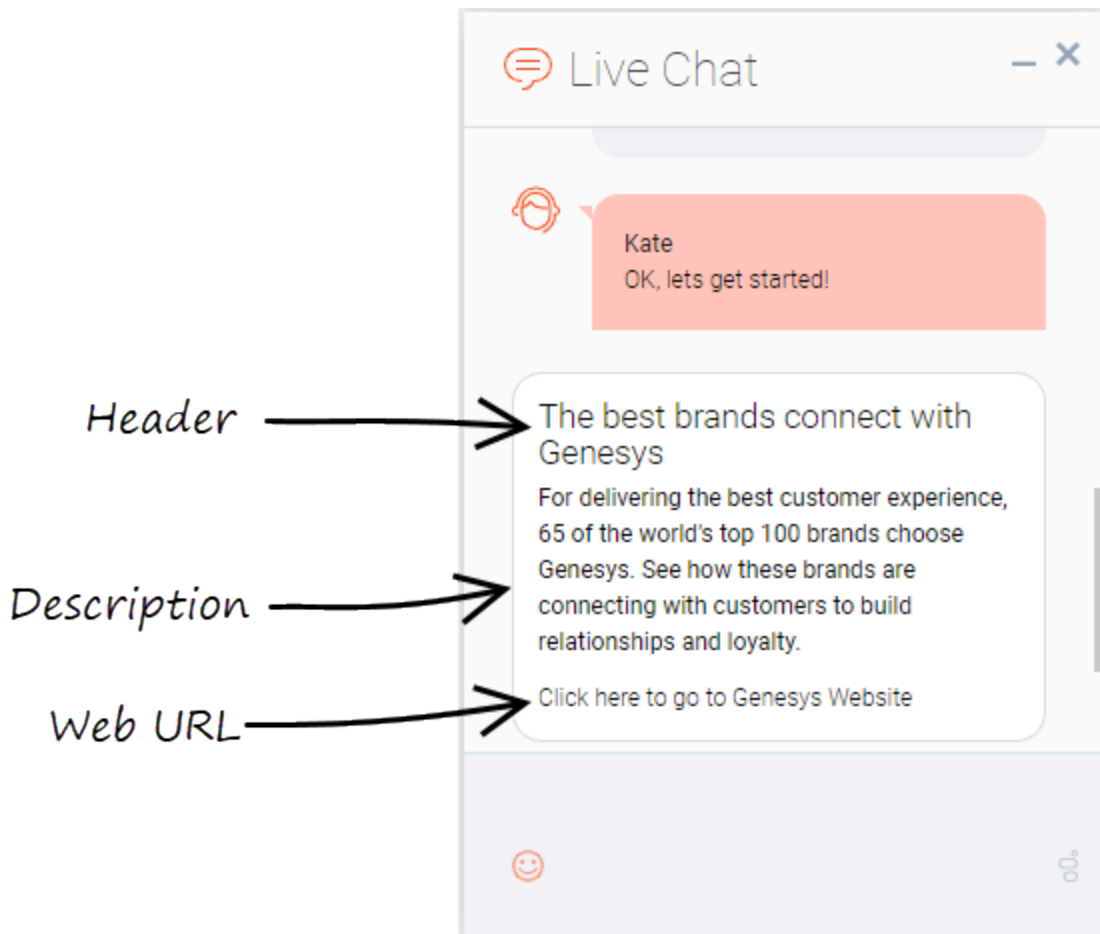 Live Chat
Kate
OK, lets get started!
Header
The best brands connect with
Genesys
For delivering the best customer experience,
65 of the world's top 100 brands choose
Genesys. See how these brands are
connecting with customers to build
relationships and loyalty.
Description
Web URL
Click here to go to Genesys Website